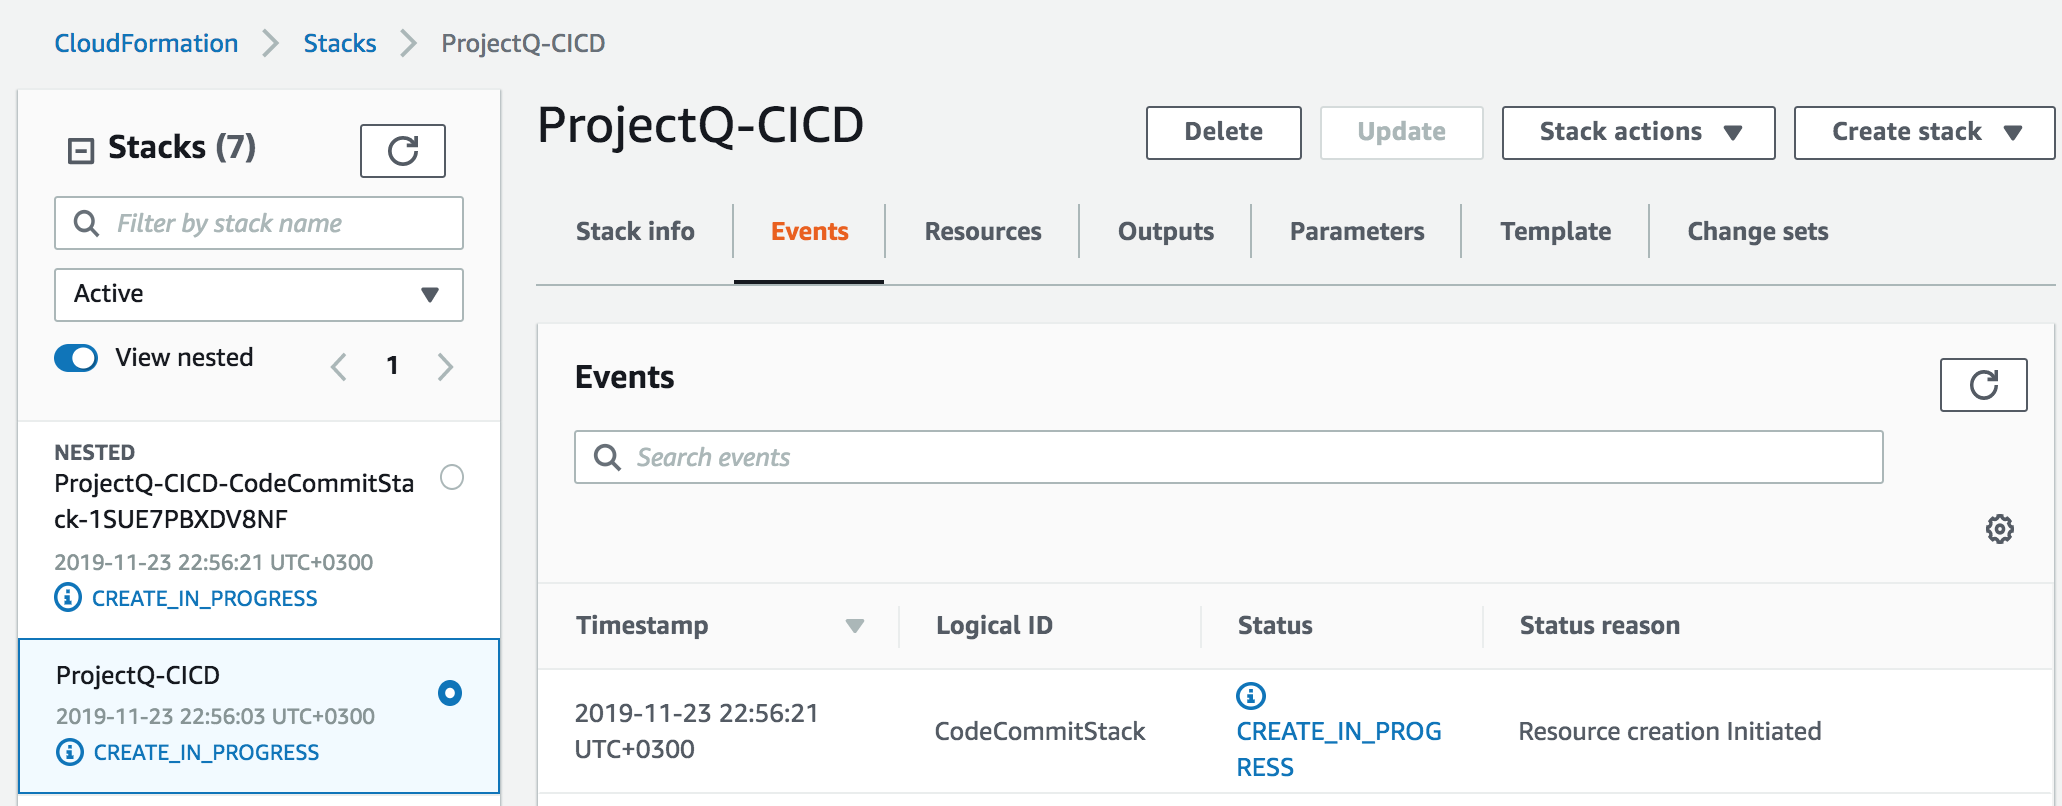 CloudFormation > Stacks > ProjectQ-CICD
Stacks (7)
Filter by stack name
Active
View nested
1
NESTED
ProjectQ-CICD-CodeCommitSta
ck-1SUE7PBXDV8NF
2019-11-23 22:56:21 UTC+0300
CREATE_IN_PROGRESS
ProjectQ-CICD
2019-11-23 22:56:03 UTC+0300
CREATE_IN_PROGRESS
ProjectQ-CICD
Delete Update Stack actions Create stack
Stack info Events Resources Outputs Parameters Template Change sets
Events
Search events
Timestamp Logical ID Status Status reason
2019-11-23 22:56:21
UTC+0300
CodeCommitStack
CREATE_IN_PROG
RESS
Resource creation Initiated